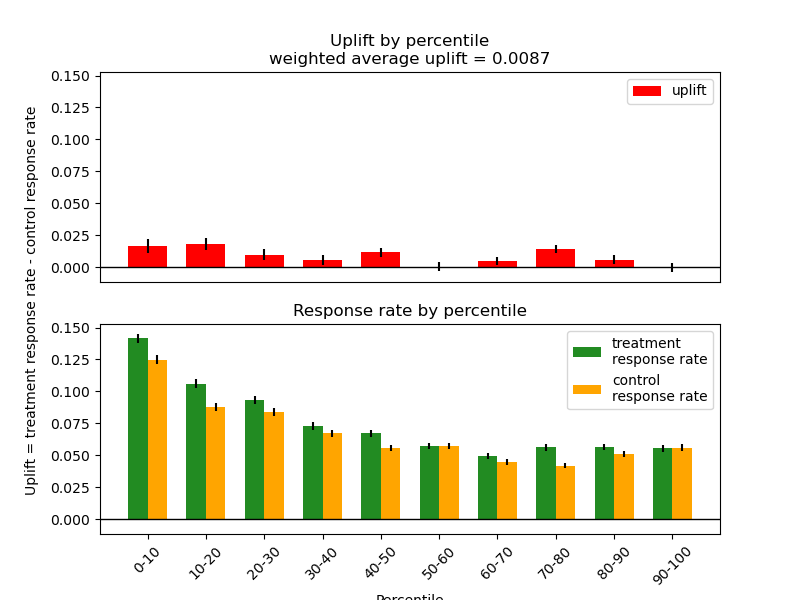 Uplift by percentile
weighted average uplift = 0.0087
0.150
0.125
0.100
0.075
0.050
0.025
0.000
uplift
Uplift = treatment response rate - control response rate
Response rate by percentile
0.150
0.125
0.100
0.075
0.050
0.025
0.000
treatment
response rate
control
response rate
0-10
10-20
20-30
30-40
40-50
50-60
60-70
70-80
80-90
90-100
Percentile